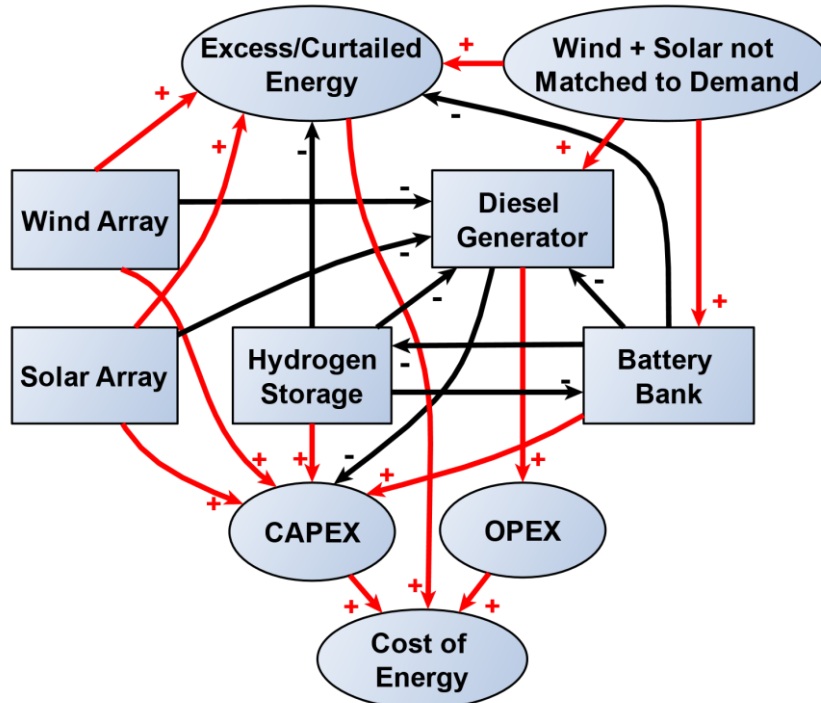 Excess/Curtailed
Energy
Wind + Solar not
Matched to Demand
+
+
+
-
-
+
Wind Array
-
Diesel
Generator
-
-
-
+
Solar Array
Hydrogen
Storage
-
-
Battery
Bank
+
+
+
-
+
+
CAPEX
OPEX
+
+
+
Cost of
Energy